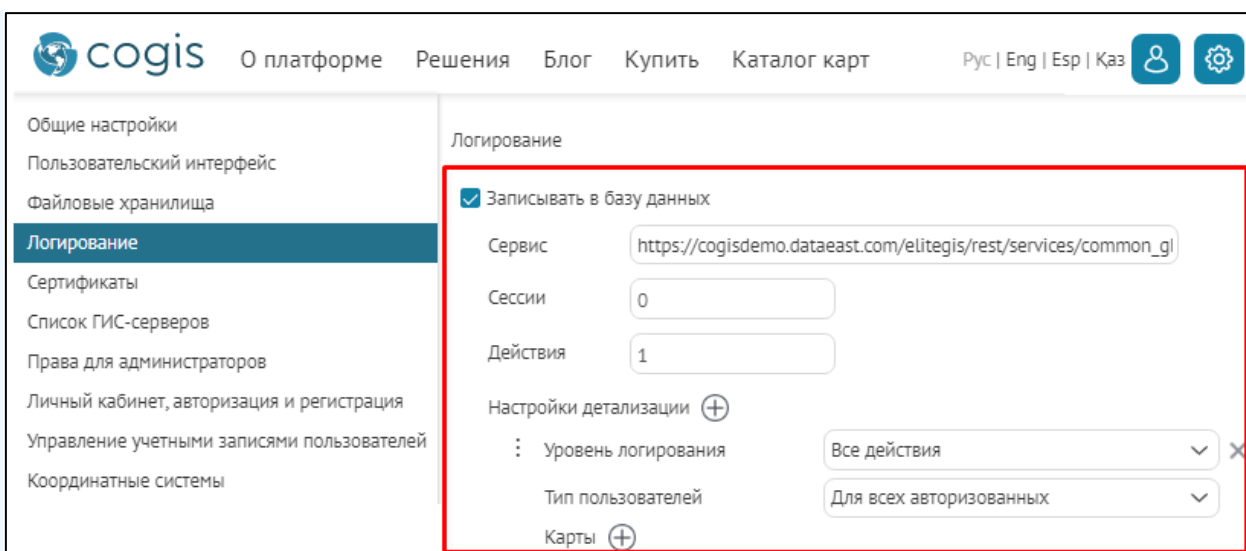 cogis О платформе Решения Блог Купить Каталог карт Рус | Eng | Esp | Қаз
Общие настройки
Пользовательский интерфейс
Файловые хранилища
Логирование
Сертификаты
Список ГИС-серверов
Права для администраторов
Личный кабинет, авторизация и регистрация
Управление учетными записями пользователей
Координатные системы
Логирование
Записывать в базу данных
Сервис https://cogisdemo.dataeast.com/elitegis/rest/services/common_gl
Сессии 0
Действия 1
Настройки детализации
Уровень логирования Все действия
Тип пользователей Для всех авторизованных
Карты